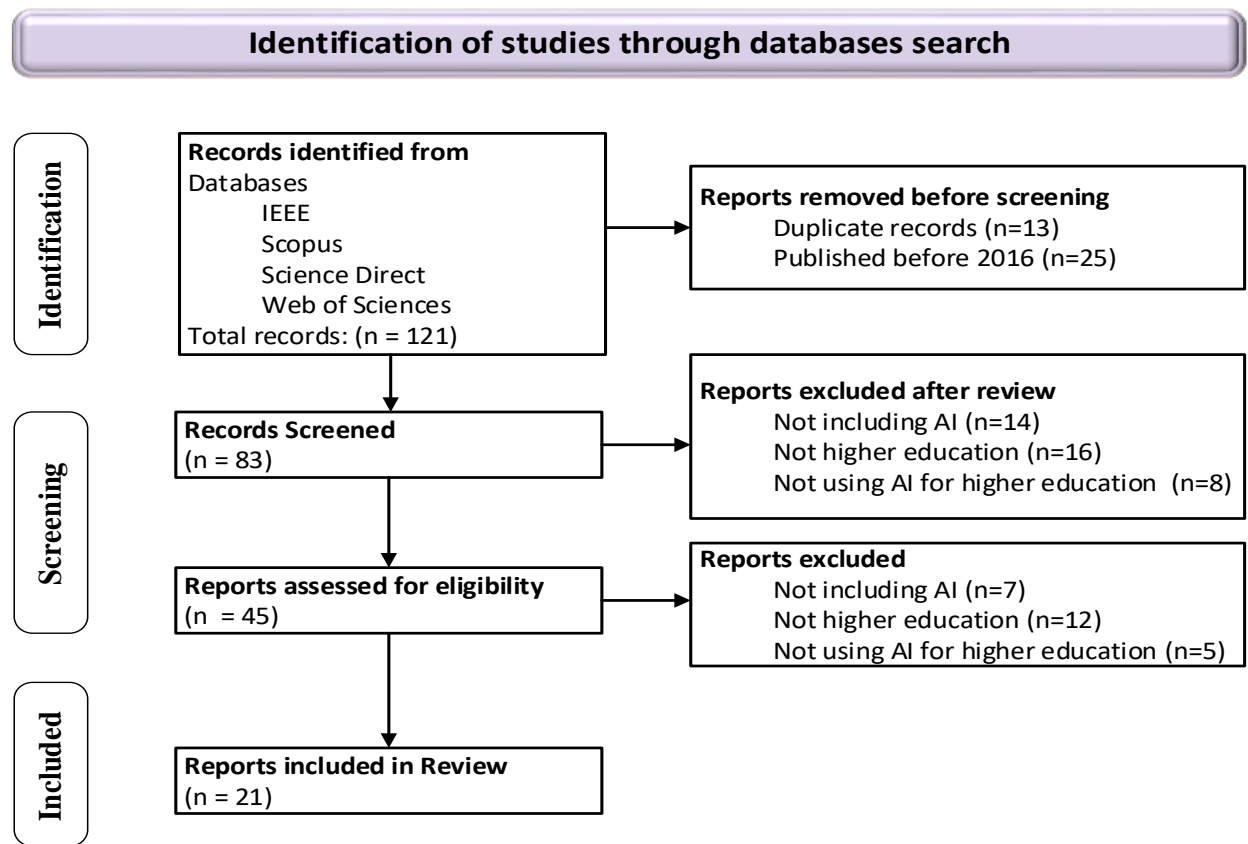 Identification of studies through databases search
Identification
Records identified from
Databases
IEEE
Scopus
Science Direct
Web of Sciences
Total records: (n = 121)
Reports removed before screening
Duplicate records (n=13)
Published before 2016 (n=25)
Screening
Records Screened
(n = 83)
Reports excluded after review
Not including AI (n=14)
Not higher education (n=16)
Not using AI for higher education (n=8)
Reports assessed for eligibility
(n = 45)
Reports excluded
Not including AI (n=7)
Not higher education (n=12)
Not using AI for higher education (n=5)
Included
Reports included in Review
(n = 21)